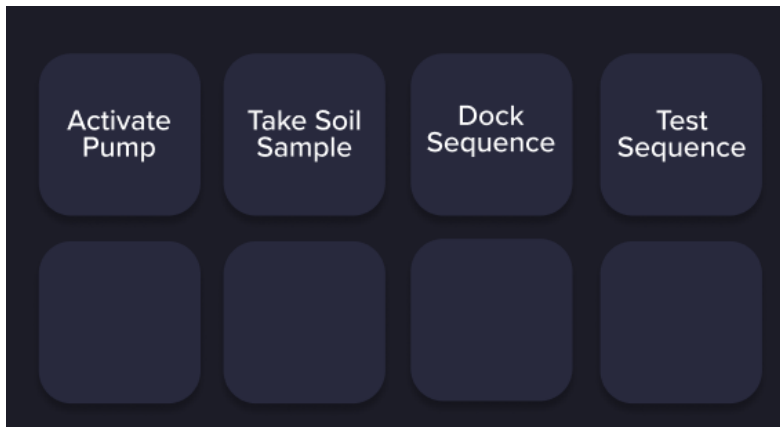 Activate
Pump
Take Soil
Sample
Dock
Sequence
Test
Sequence